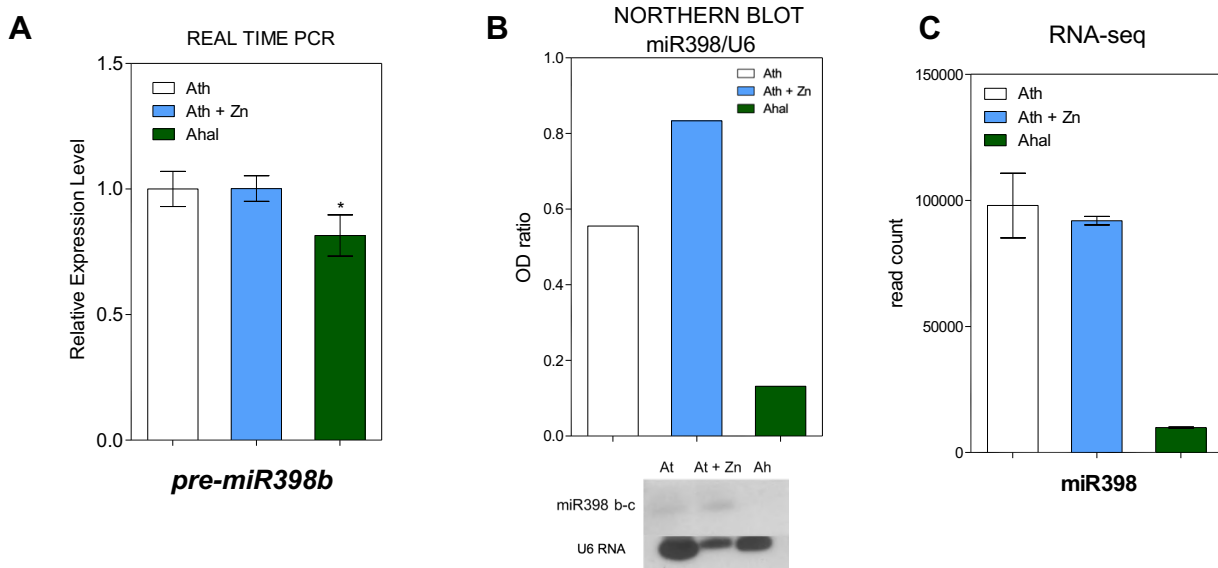 A
REAL TIME PCR
1.5
1.0
0.5
0.0
Relative Expression Level
Ath
Ath + Zn
Ahal
*
pre-miR398b
B
NORTHERN BLOT
miR398/U6
1.0
0.8
0.6
0.4
0.2
0.0
OD ratio
Ath
Ath + Zn
Ahal
At At + Zn Ah
miR398 b-c
U6 RNA
C
RNA-seq
150000
100000
50000
0
read count
Ath
Ath + Zn
Ahal
miR398